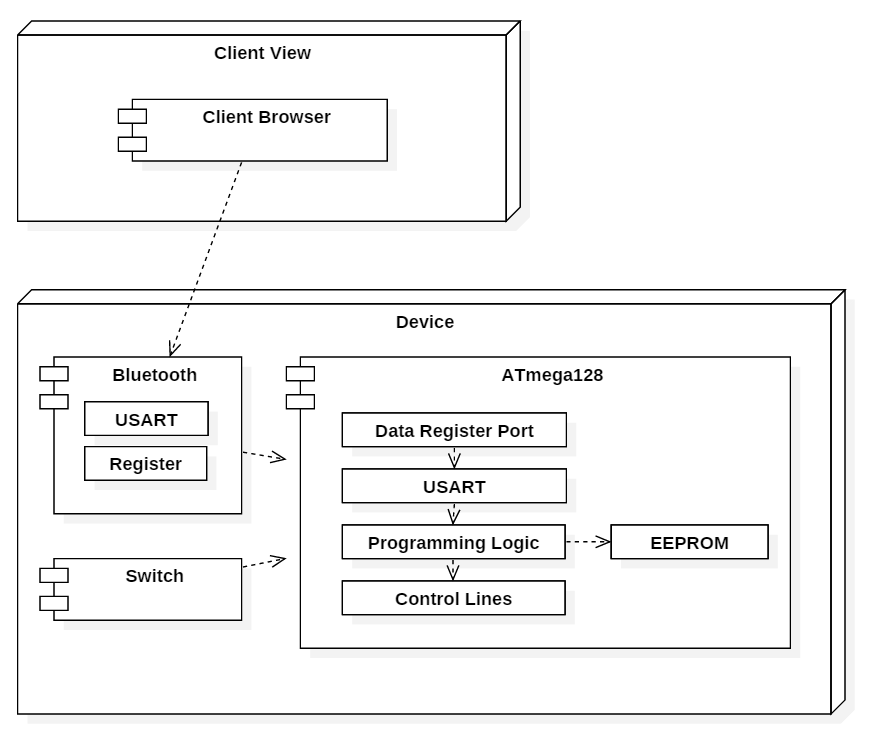 Client View
Client Browser
Device
Bluetooth
USART
Register
Switch
ATmega128
Data Register Port
USART
Programming Logic
EEPROM
Control Lines